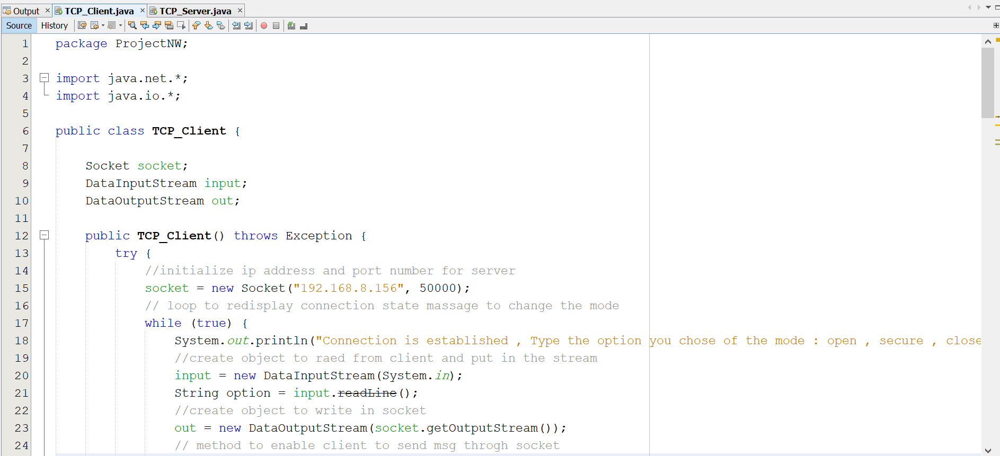 Output TCP_Client.java TCP_Server.java
Source History
1 package ProjectNW;
2
3 import java.net.*;
4 import java.io.*;
5
6 public class TCP_Client {
7
8 Socket socket;
9 DataInputStream input;
10 DataOutputStream out;
11
12 public TCP_Client() throws Exception {
13 try {
14 //initialize ip address and port number for server
15 socket = new Socket("192.168.8.156", 50000);
16 // loop to redisplay connection state massage to change the mode
17 while (true) {
18 System.out.println("Connection is established , Type the option you chose of the mode : open , secure , close
19 //create object to raed from client and put in the stream
20 input = new DataInputStream(System.in);
21 String option = input.readLine();
22 //create object to write in socket
23 out = new DataOutputStream(socket.getOutputStream());
24 // method to enable client to send msg throgh socket